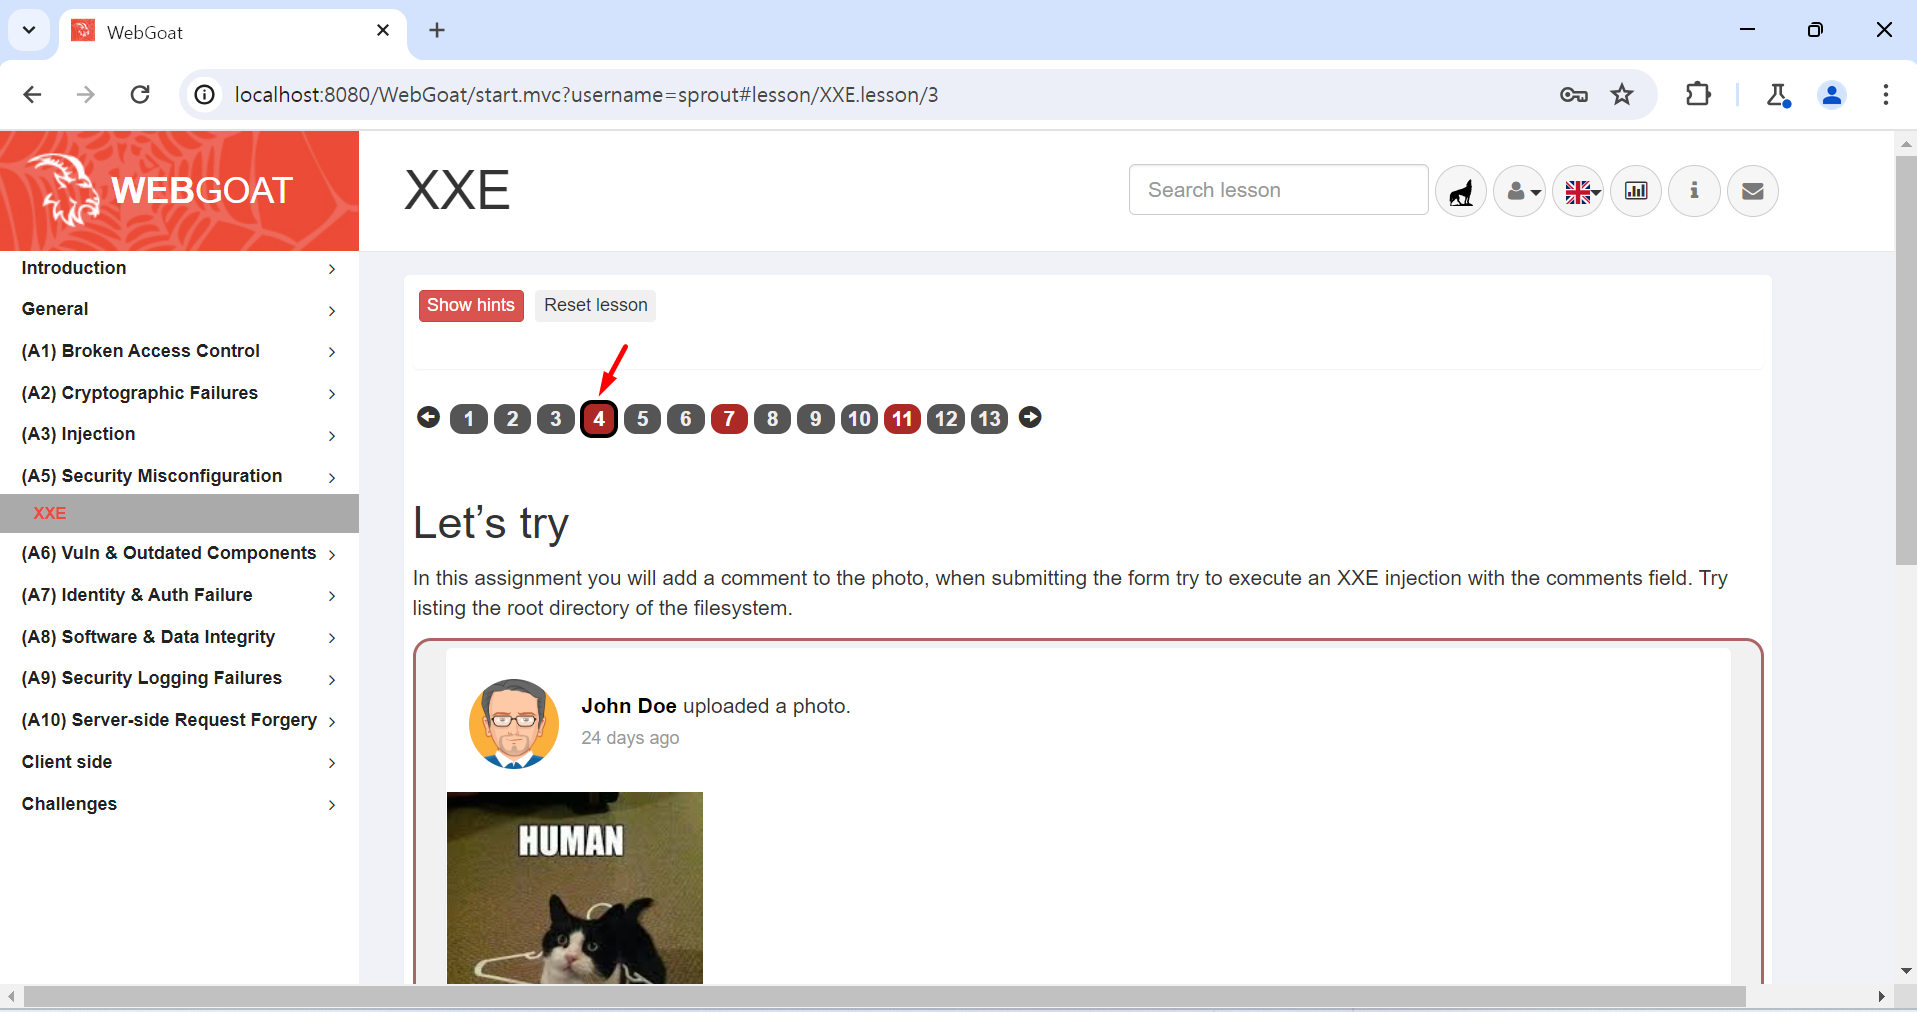 WebGoat
localhost:8080/WebGoat/start.mvc?username=sprout#lesson/XXE.lesson/3
WEBGOAT
XXE
Search lesson
Introduction
General
(A1) Broken Access Control
(A2) Cryptographic Failures
(A3) Injection
(A5) Security Misconfiguration
XXE
(A6) Vuln & Outdated Components
(A7) Identity & Auth Failure
(A8) Software & Data Integrity
(A9) Security Logging Failures
(A10) Server-side Request Forgery
Client side
Challenges
Show hints Reset lesson
1 2 3 4 5 6 7 8 9 10 11 12 13
Let’s try
In this assignment you will add a comment to the photo, when submitting the form try to execute an XXE injection with the comments field. Try
listing the root directory of the filesystem.
John Doe uploaded a photo.
24 days ago
HUMAN